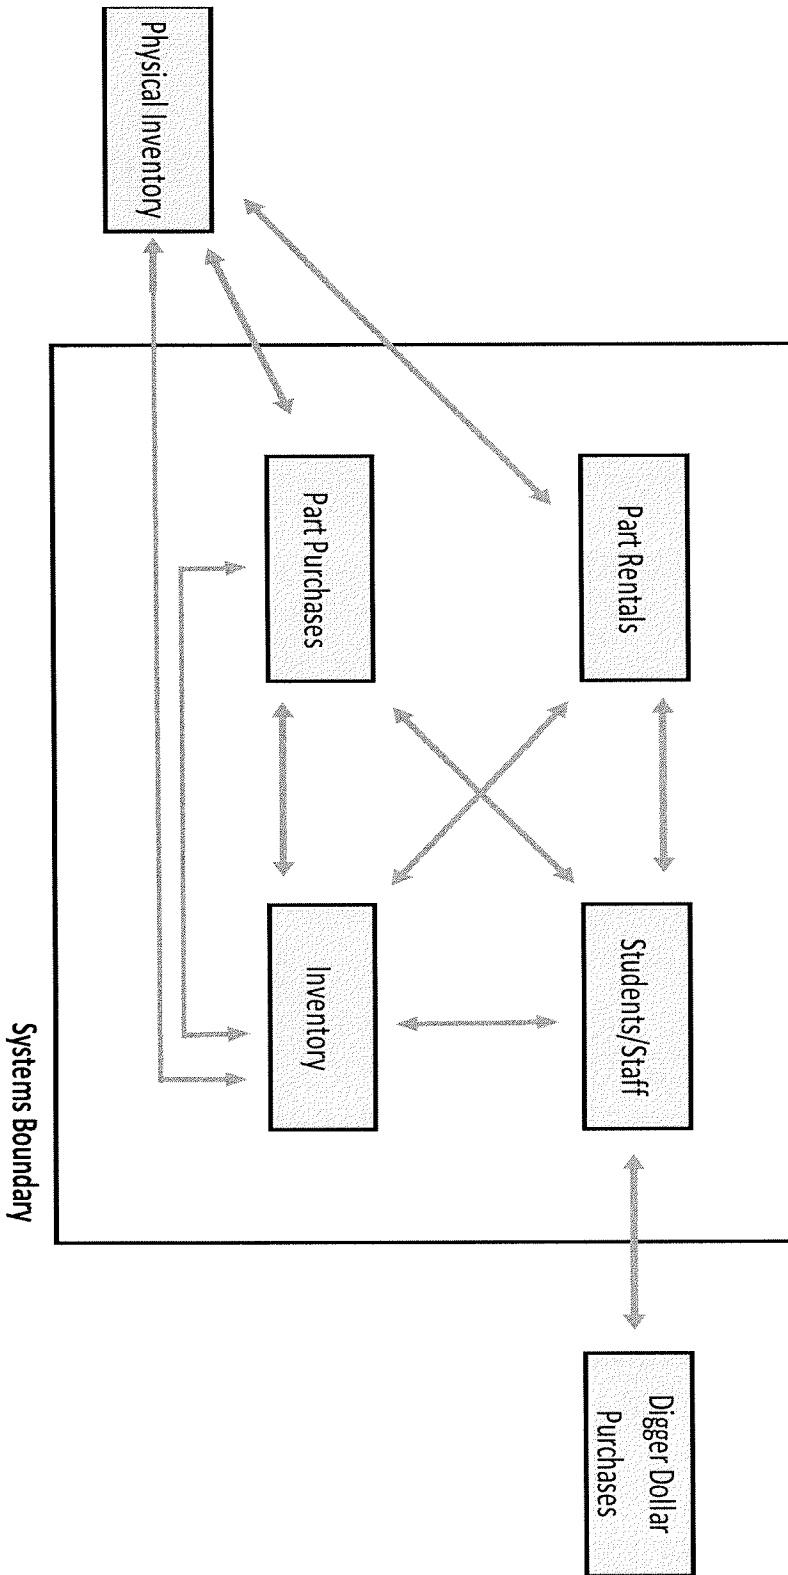 Digger Dollar
Purchases
Part Rentals
Students/Staff
Part Purchases
Inventory
Physical Inventory
Systems Boundary